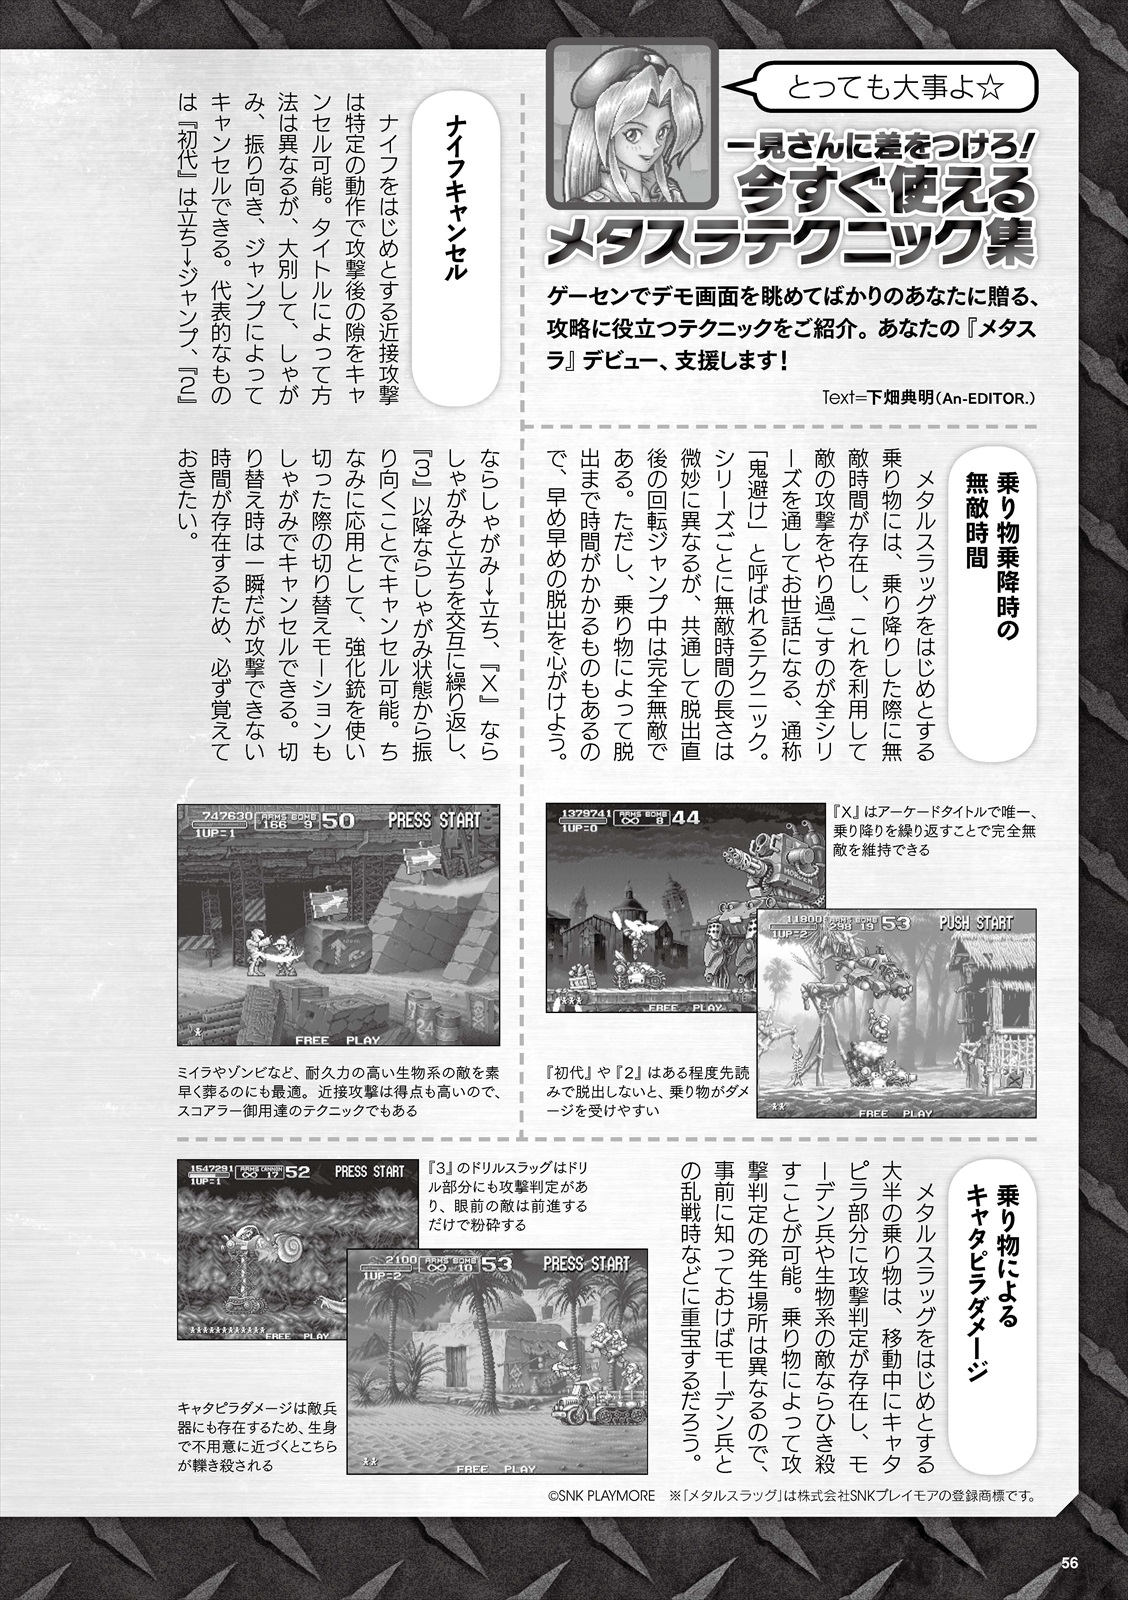 とっても大事よ☆
一見さんに差をつけろ!
今すぐ使える
メタスラテクニック集
ゲーセンでデモ画面を眺めてばかりのあなたに贈る、
攻略に役立つテクニックをご紹介。あなたの『メタス
ラ』デビュー、支援します!
Text=下畑典明(An-EDITOR.)
乗り物乗降時の
無敵時間
メタルスラッグをはじめとする
乗り物には、乗り降りした際に無
敵時間が存在し、これを利用して
敵の攻撃をやり過ごすのが全シリ
ーズを通してお世話になる、通称
「鬼避け」と呼ばれるテクニック。
シリーズごとに無敵時間の長さは
微妙に異なるが、共通して脱出直
後の回転ジャンプ中は完全無敵で
ある。ただし、乗り物によって脱
出まで時間がかかるものもあるの
で、早め早めの脱出を心がけよう。
『X』はアーケードタイトルで唯一、
乗り降りを繰り返すことで完全無
敵を維持できる
1379741
ARMS BOMB
∞ 8
44
1UP=0
MORDEN
FREE PLAY
11800
ARMS BOMB
298 19
53
PUSH START
1UP=2
FREE PLAY
『初代』や『2』はある程度先読
みで脱出しないと、乗り物がダメ
ージを受けやすい
ナイフキャンセル
ナイフをはじめとする近接攻撃
は特定の動作で攻撃後の隙をキャ
ンセル可能。タイトルによって方
法は異なるが、大別して、しゃが
み、振り向き、ジャンプによって
キャンセルできる。代表的なもの
は『初代』は立ち→ジャンプ、『2』
ならしゃがみ→立ち、『X』なら
しゃがみと立ちを交互に繰り返し、
『3』以降ならしゃがみ状態から振
り向くことでキャンセル可能。ち
なみに応用として、強化銃を使い
切った際の切り替えモーションも
しゃがみでキャンセルできる。切
り替え時は一瞬だが攻撃できない
時間が存在するため、必ず覚えて
おきたい。
747630
ARMS BOMB
166 9
50
PRESS START
1UP=1
FREE PLAY
ミイラやゾンビなど、耐久力の高い生物系の敵を素
早く葬るのにも最適。近接攻撃は得点も高いので、
スコアラー御用達のテクニックでもある
乗り物による
キャタピラダメージ
メタルスラッグをはじめとする
大半の乗り物は、移動中にキャタ
ピラ部分に攻撃判定が存在し、モ
ーデン兵や生物系の敵ならひき殺
すことが可能。乗り物によって攻
撃判定の発生場所は異なるので、
事前に知っておけばモーデン兵と
の乱戦時などに重宝するだろう。
1547291
ARMS CANNON
∞ 17
52
PRESS START
1UP=1
FREE PLAY
『3』のドリルスラッグはドリ
ル部分にも攻撃判定があ
り、眼前の敵は前進する
だけで粉砕する
2100
ARMS BOMB
∞ 10
53
PRESS START
1UP=2
FREE PLAY
キャタピラダメージは敵兵
器にも存在するため、生身
で不用意に近づくとこちら
が轢き殺される
©SNK PLAYMORE ※「メタルスラッグ」は株式会社SNKプレイモアの登録商標です。
56